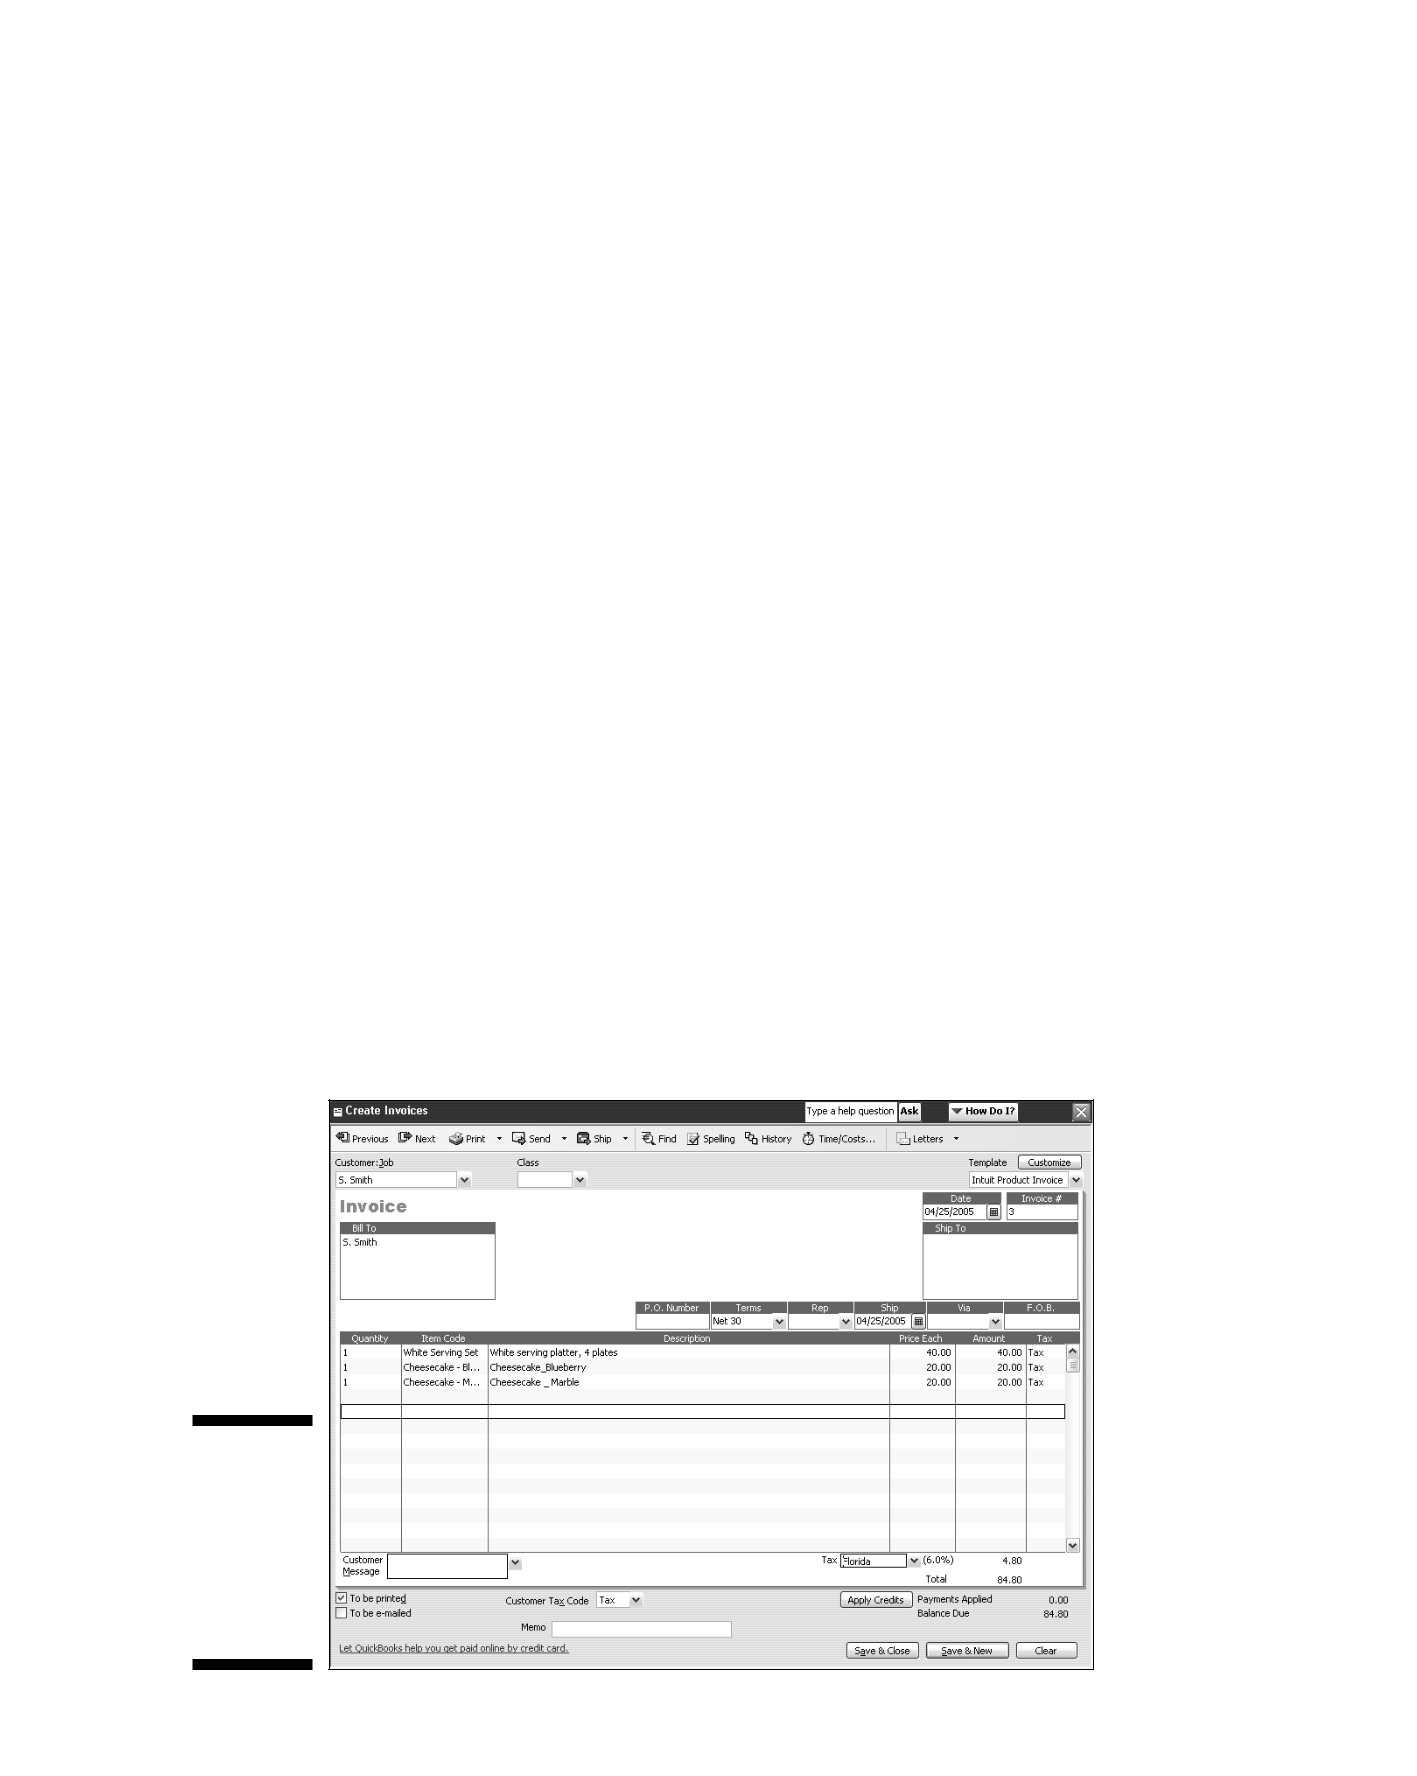 Create Invoices Type a help question Ask How Do I?
Previous Next Print Send Ship Find Spelling History Time/Costs... Letters
Customer:Job Class Template Customize
S. Smith Intuit Product Invoice
Invoice Date Invoice #
04/25/2005 3
Bill To Ship To
S. Smith
P.O. Number Terms Rep Ship Via F.O.B.
Net 30 04/25/2005
Quantity Item Code Description Price Each Amount Tax
1 White Serving Set White serving platter, 4 plates 40.00 40.00 Tax
1 Cheesecake - Bl... Cheesecake_Blueberry 20.00 20.00 Tax
1 Cheesecake - M... Cheesecake _ Marble 20.00 20.00 Tax
Customer Tax Florida (6.0%) 4.80
Message
Total 84.80
To be printed Customer Tax Code Tax Apply Credits Payments Applied 0.00
To be e-mailed Balance Due 84.80
Memo
Let QuickBooks help you get paid online by credit card. Save & Close Save & New Clear